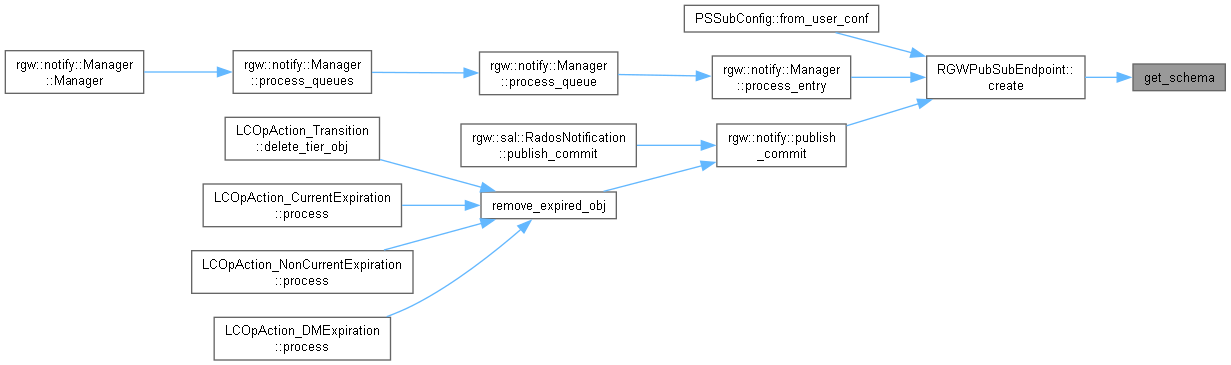 PSSubConfig::from_user_conf
rgw::notify::Manager
::Manager
rgw::notify::Manager
::process_queues
rgw::notify::Manager
::process_queue
rgw::notify::Manager
::process_entry
RGWPubSubEndpoint::
create
get_schema
LCOpAction_Transition
::delete_tier_obj
rgw::sal::RadosNotification
::publish_commit
rgw::notify::publish
_commit
LCOpAction_CurrentExpiration
::process
remove_expired_obj
LCOpAction_NonCurrentExpiration
::process
LCOpAction_DMExpiration
::process